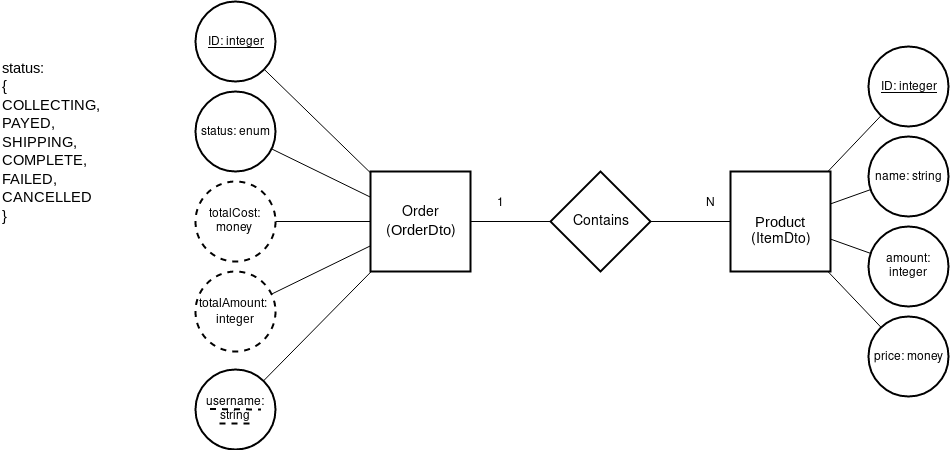 status:
{
COLLECTING,
PAYED,
SHIPPING,
COMPLETE,
FAILED,
CANCELLED
}
ID: integer
status: enum
totalCost:
money
totalAmount:
integer
username:
string
Order
(OrderDto)
1
Contains
N
Product
(ItemDto)
ID: integer
name: string
amount:
integer
price: money